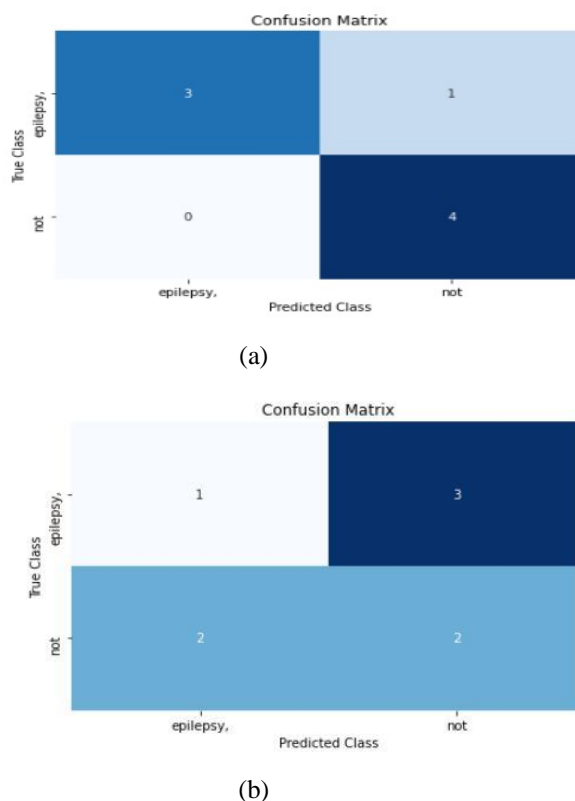 Confusion Matrix
True Class
epilepsy,
3
1
not
0
4
epilepsy,
not
Predicted Class
(a)
Confusion Matrix
True Class
epilepsy,
1
3
not
2
2
epilepsy,
not
Predicted Class
(b)